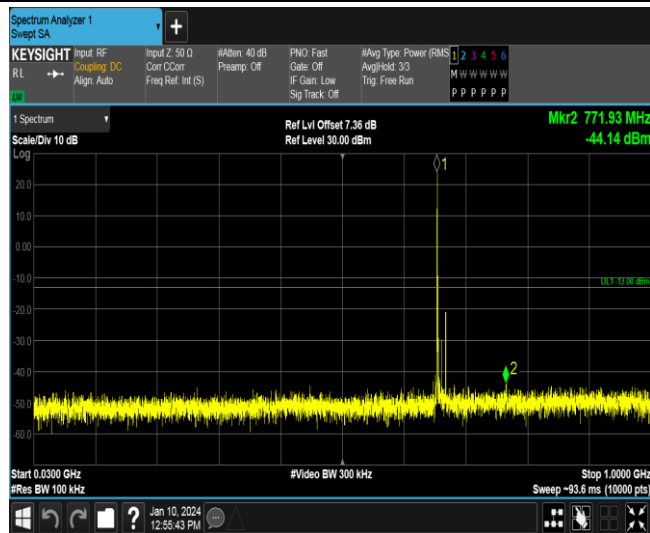 Spectrum Analyzer 1
Swept SA
KEYSIGHT
RL
Input: RF
Coupling: DC
Align: Auto
Input Z: 50 Ω
Corr CCorr
Freq Ref: Int (S)
#Atten: 40 dB
Preamp: Off
PNO: Fast
Gate: Off
IF Gain: Low
Sig Track: Off
#Avg Type: Power (RMS
Avg|Hold: 3/3
Trig: Free Run
1 2 3 4 5 6
M W W W W W
P P P P P P
1 Spectrum
Scale/Div 10 dB
Log
Ref Lvl Offset 7.36 dB
Ref Level 30.00 dBm
Mkr2 771.93 MHz
-44.14 dBm
1
20.0
10.0
0.00
-10.0
DL1 -13.00 dBm
-20.0
-30.0
-40.0
2
-50.0
-60.0
Start 0.0300 GHz
#Res BW 100 kHz
#Video BW 300 kHz
Stop 1.0000 GHz
Sweep ~93.6 ms (10000 pts)
?
Jan 10, 2024
12:55:43 PM